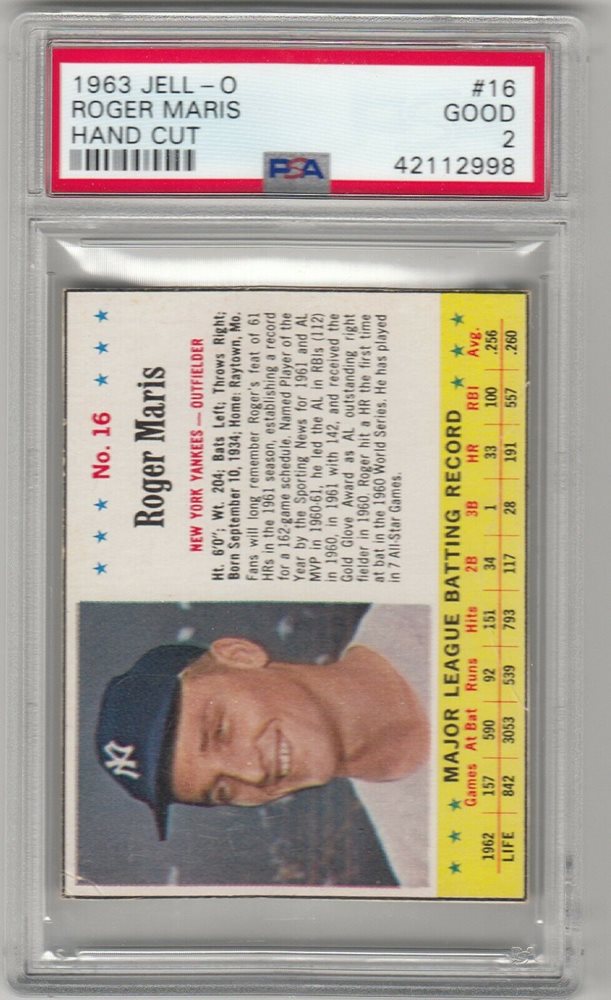 1963 JELL-O #16
ROGER MARIS GOOD
HAND CUT 2
PSA 42112998
★ ★ ★ No. 16 ★ ★ ★
Roger Maris
NEW YORK YANKEES — OUTFIELDER
Ht. 6'0"; Wt. 204; Bats Left; Throws Right;
Born September 10, 1934; Home: Raytown, Mo.
Fans will long remember Roger's feat of 61
HRs in the 1961 season, establishing a record
for a 162-game schedule. Named Player of the
Year by the Sporting News for 1961 and AL
MVP in 1960-61, he led the AL in RBIs (112)
in 1960, in 1961 with 142, and received the
Gold Glove Award as AL outstanding right
fielder in 1960. Roger hit a HR the first time
at bat in the 1960 World Series. He has played
in 7 All-Star Games.
NY
★ ★ ★ MAJOR LEAGUE BATTING RECORD ★ ★ ★
Games At Bat Runs Hits 2B 3B HR RBI Avg.
1962 157 590 92 151 34 1 33 100 .256
LIFE 842 3053 539 793 117 28 191 557 .260